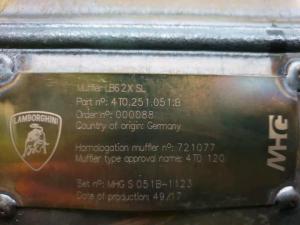 Muffler LB6 2X SL
Part nº: 4T0.251.051.B
Order nº: 000088
Country of origin: Germany
LAMBORGHINI
Homologation muffler nº: 721077
Muffler type approval name: 4T0 120
MHG
Set nº: MHG S 051B-1123
Date of production: 49/17